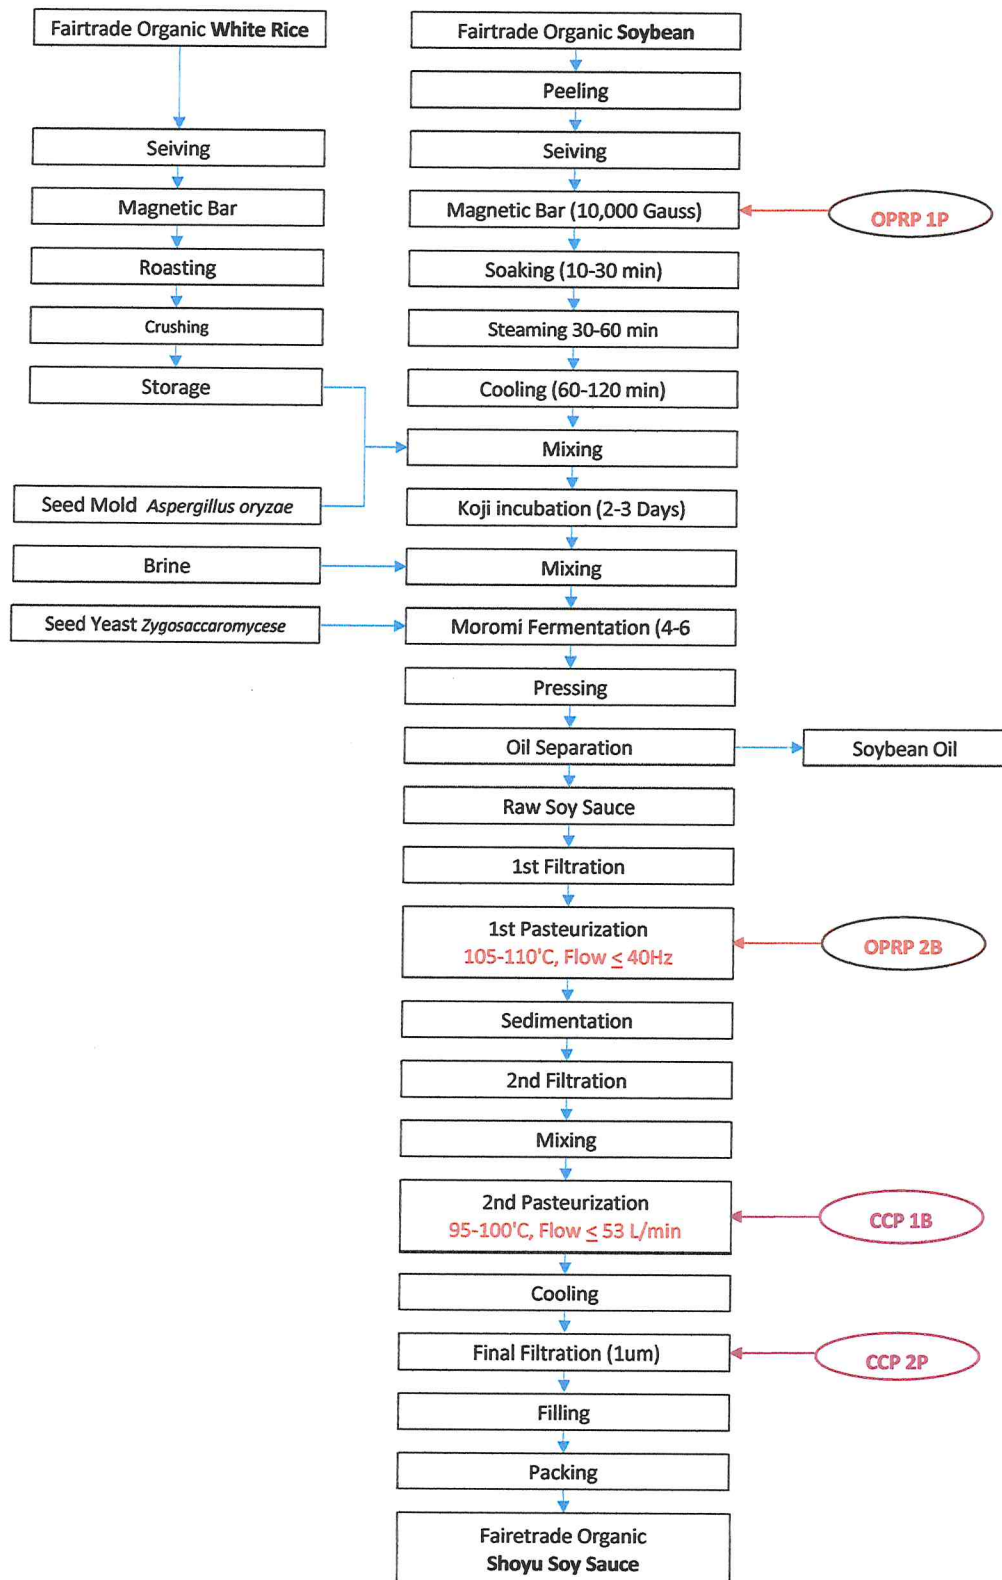 Fairtrade Organic White Rice
Seiving
Magnetic Bar
Roasting
Crushing
Storage
Seed Mold Aspergillus oryzae
Brine
Seed Yeast Zygosaccaromycese
Fairtrade Organic Soybean
Peeling
Seiving
Magnetic Bar (10,000 Gauss)
OPRP 1P
Soaking (10-30 min)
Steaming 30-60 min
Cooling (60-120 min)
Mixing
Koji incubation (2-3 Days)
Mixing
Moromi Fermentation (4-6
Pressing
Oil Separation
Soybean Oil
Raw Soy Sauce
1st Filtration
1st Pasteurization
105-110'C, Flow ≤ 40Hz
OPRP 2B
Sedimentation
2nd Filtration
Mixing
2nd Pasteurization
95-100'C, Flow ≤ 53 L/min
CCP 1B
Cooling
Final Filtration (1um)
CCP 2P
Filling
Packing
Fairetrade Organic
Shoyu Soy Sauce